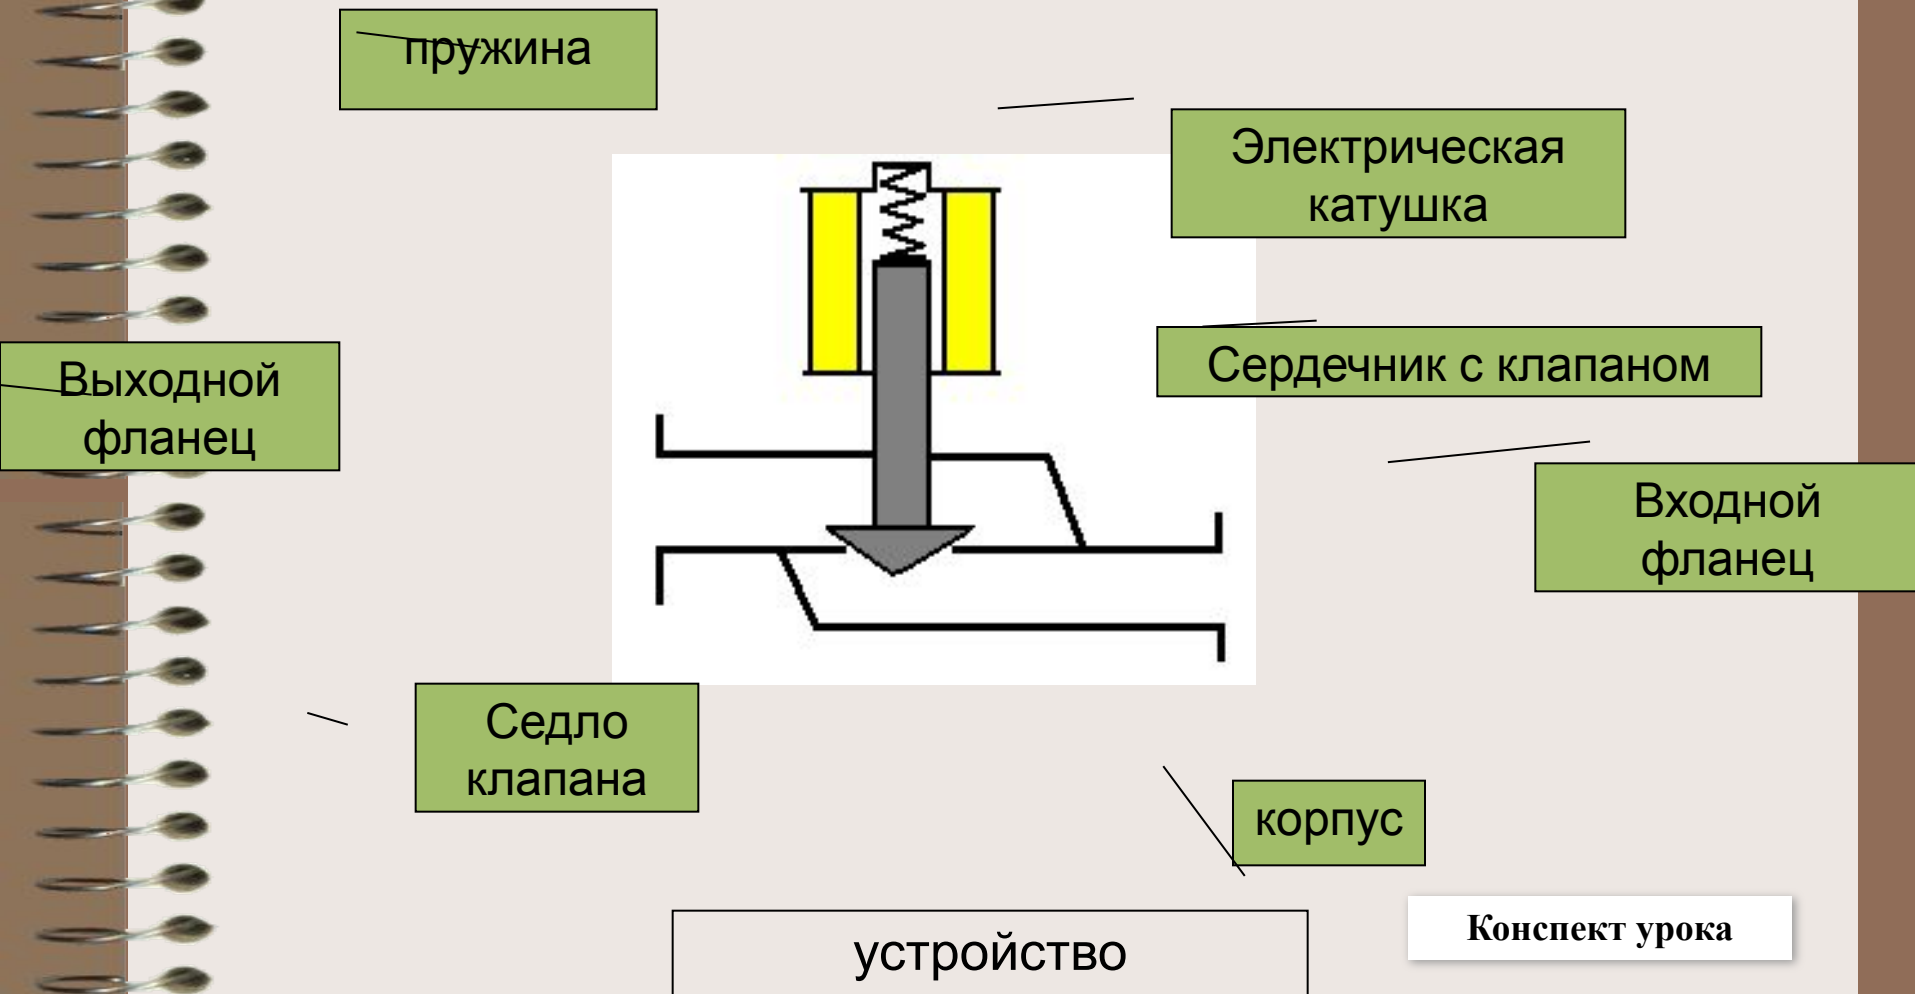 пружина
Электрическая
катушка
Сердечник с клапаном
Выходной
фланец
Входной
фланец
Седло
клапана
корпус
устройство
Конспект урока